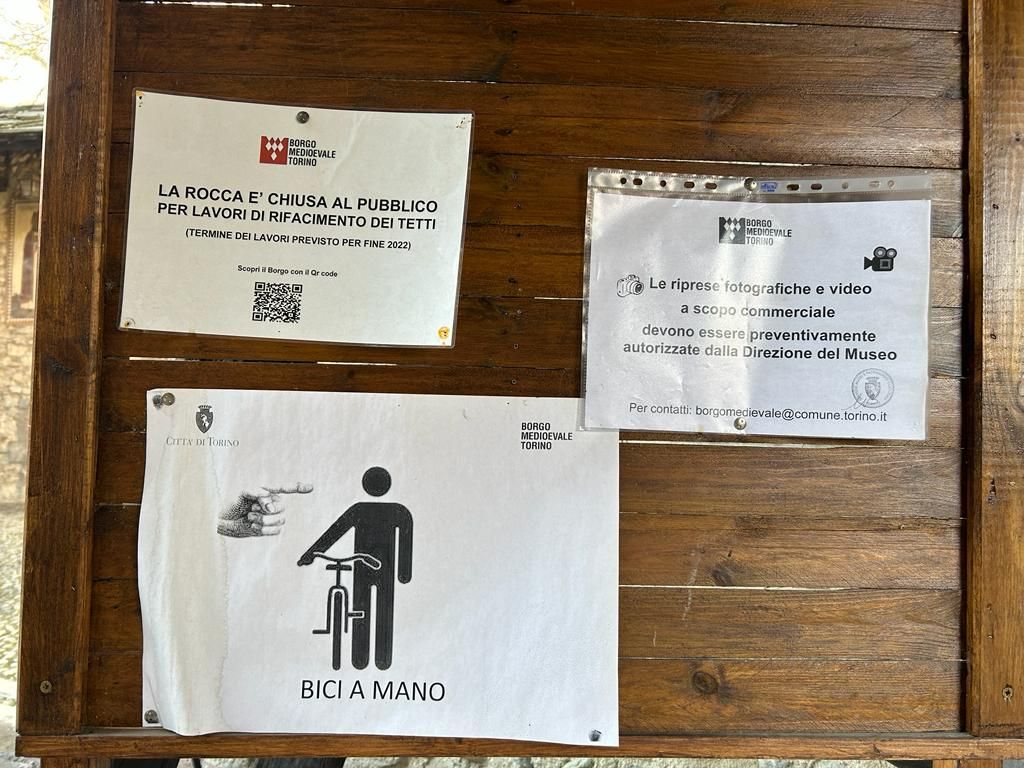 BORGO
MEDIOEVALE
TORINO
LA ROCCA E' CHIUSA AL PUBBLICO
PER LAVORI DI RIFACIMENTO DEI TETTI
(TERMINE DEI LAVORI PREVISTO PER FINE 2022)
Scopri il Borgo con il Qr code
BORGO
MEDIOEVALE
TORINO
Le riprese fotografiche e video
a scopo commerciale
devono essere preventivamente
autorizzate dalla Direzione del Museo
Per contatti: borgomedievale@comune.torino.it
CITTA' DI TORINO
BORGO
MEDIOEVALE
TORINO
BICI A MANO